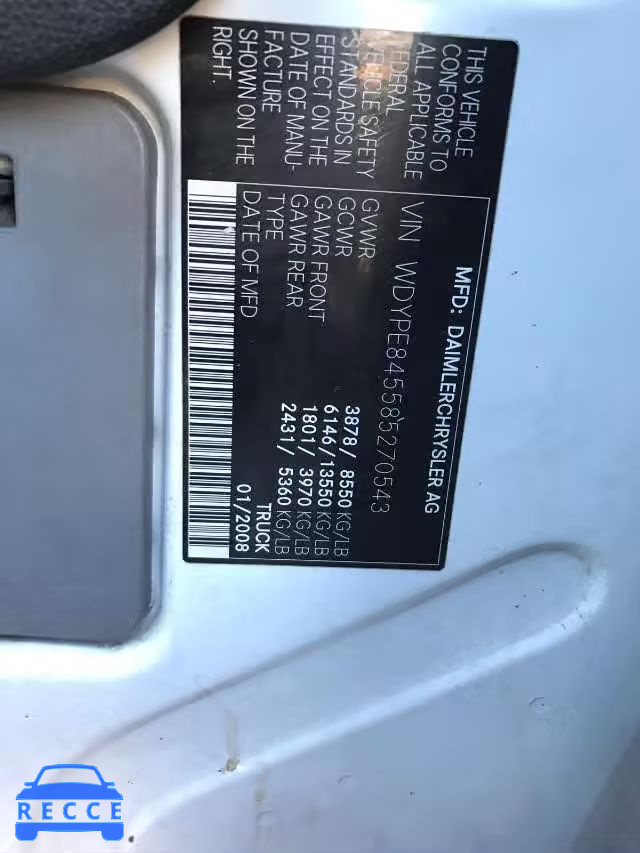 MFD: DAIMLERCHRYSLER AG
VIN WDYPE845585270543
GVWR 3878/ 8550 KG/LB
GCWR 6146/13550 KG/LB
GAWR FRONT 1801/ 3970 KG/LB
GAWR REAR 2431/ 5360 KG/LB
TYPE TRUCK
DATE OF MFD 01/2008
THIS VEHICLE
CONFORMS TO
ALL APPLICABLE
FEDERAL
VEHICLE SAFETY
STANDARDS IN
EFFECT ON THE
DATE OF MANU-
FACTURE
SHOWN ON THE
RIGHT.
RECCE